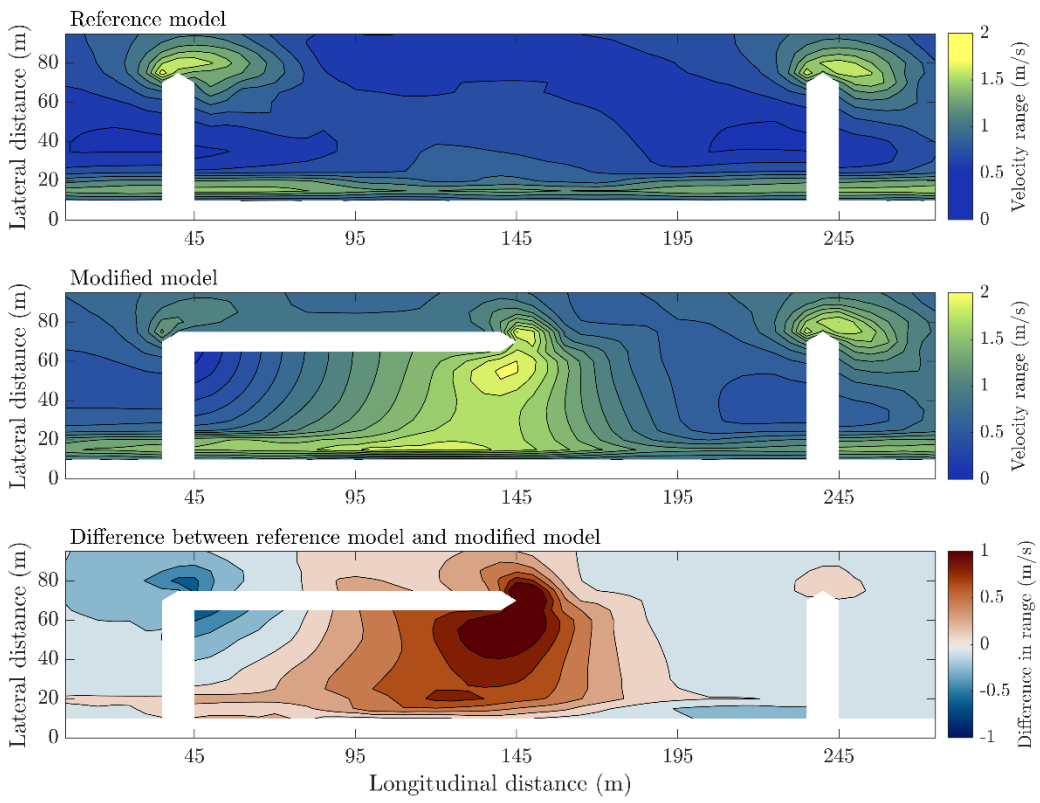 Reference model
Lateral distance (m)
80
60
40
20
0
45 95 145 195 245
2
1.5
1
0.5
0
Velocity range (m/s)
Modified model
Lateral distance (m)
80
60
40
20
0
45 95 145 195 245
2
1.5
1
0.5
0
Velocity range (m/s)
Difference between reference model and modified model
Lateral distance (m)
80
60
40
20
0
45 95 145 195 245
Longitudinal distance (m)
1
0.5
0
-0.5
-1
Difference in range (m/s)